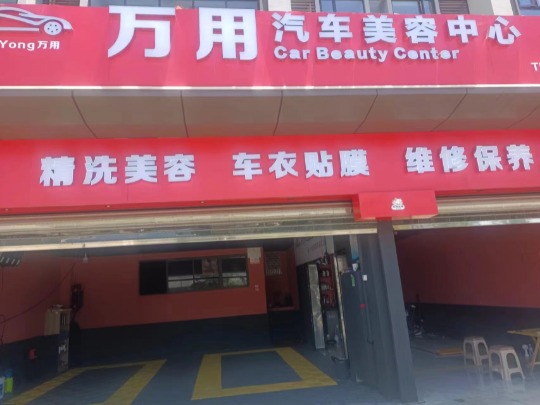 万用 汽车美容中心
Car Beauty Center
Yong万用
精洗美容 车衣贴膜 维修保养